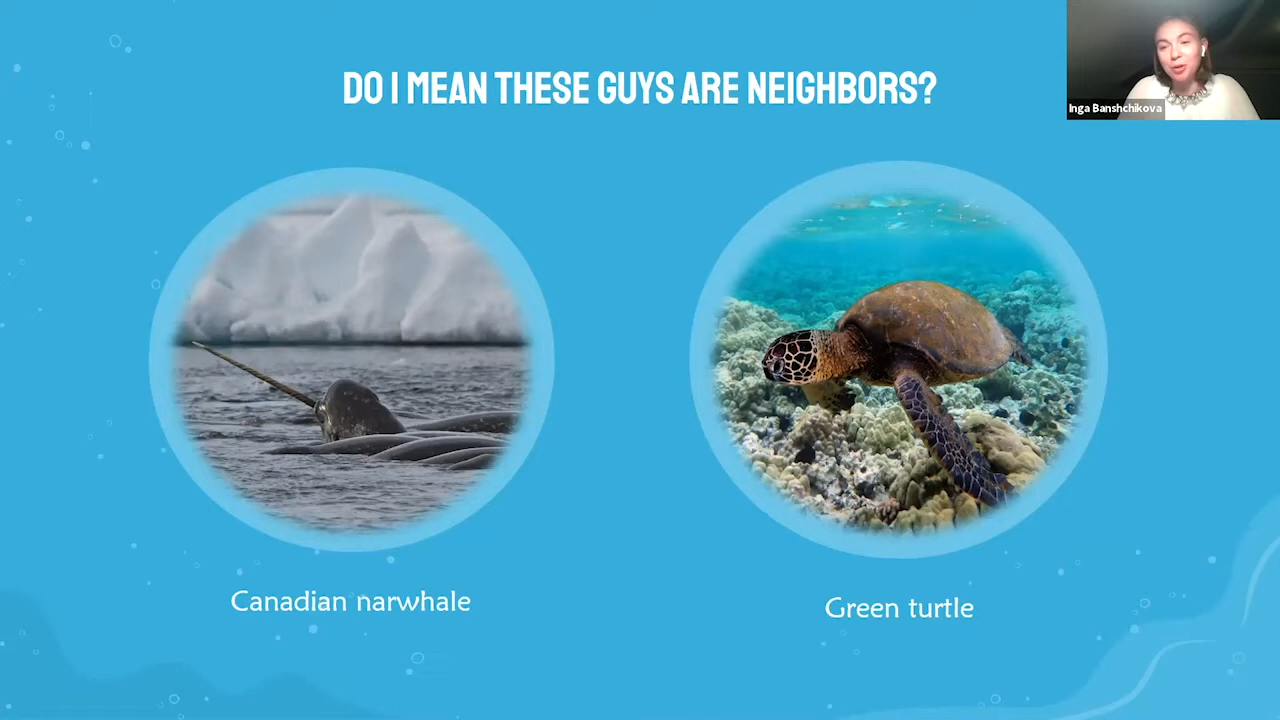 DO I MEAN THESE GUYS ARE NEIGHBORS?
Inga Banshchikova
Canadian narwhale
Green turtle